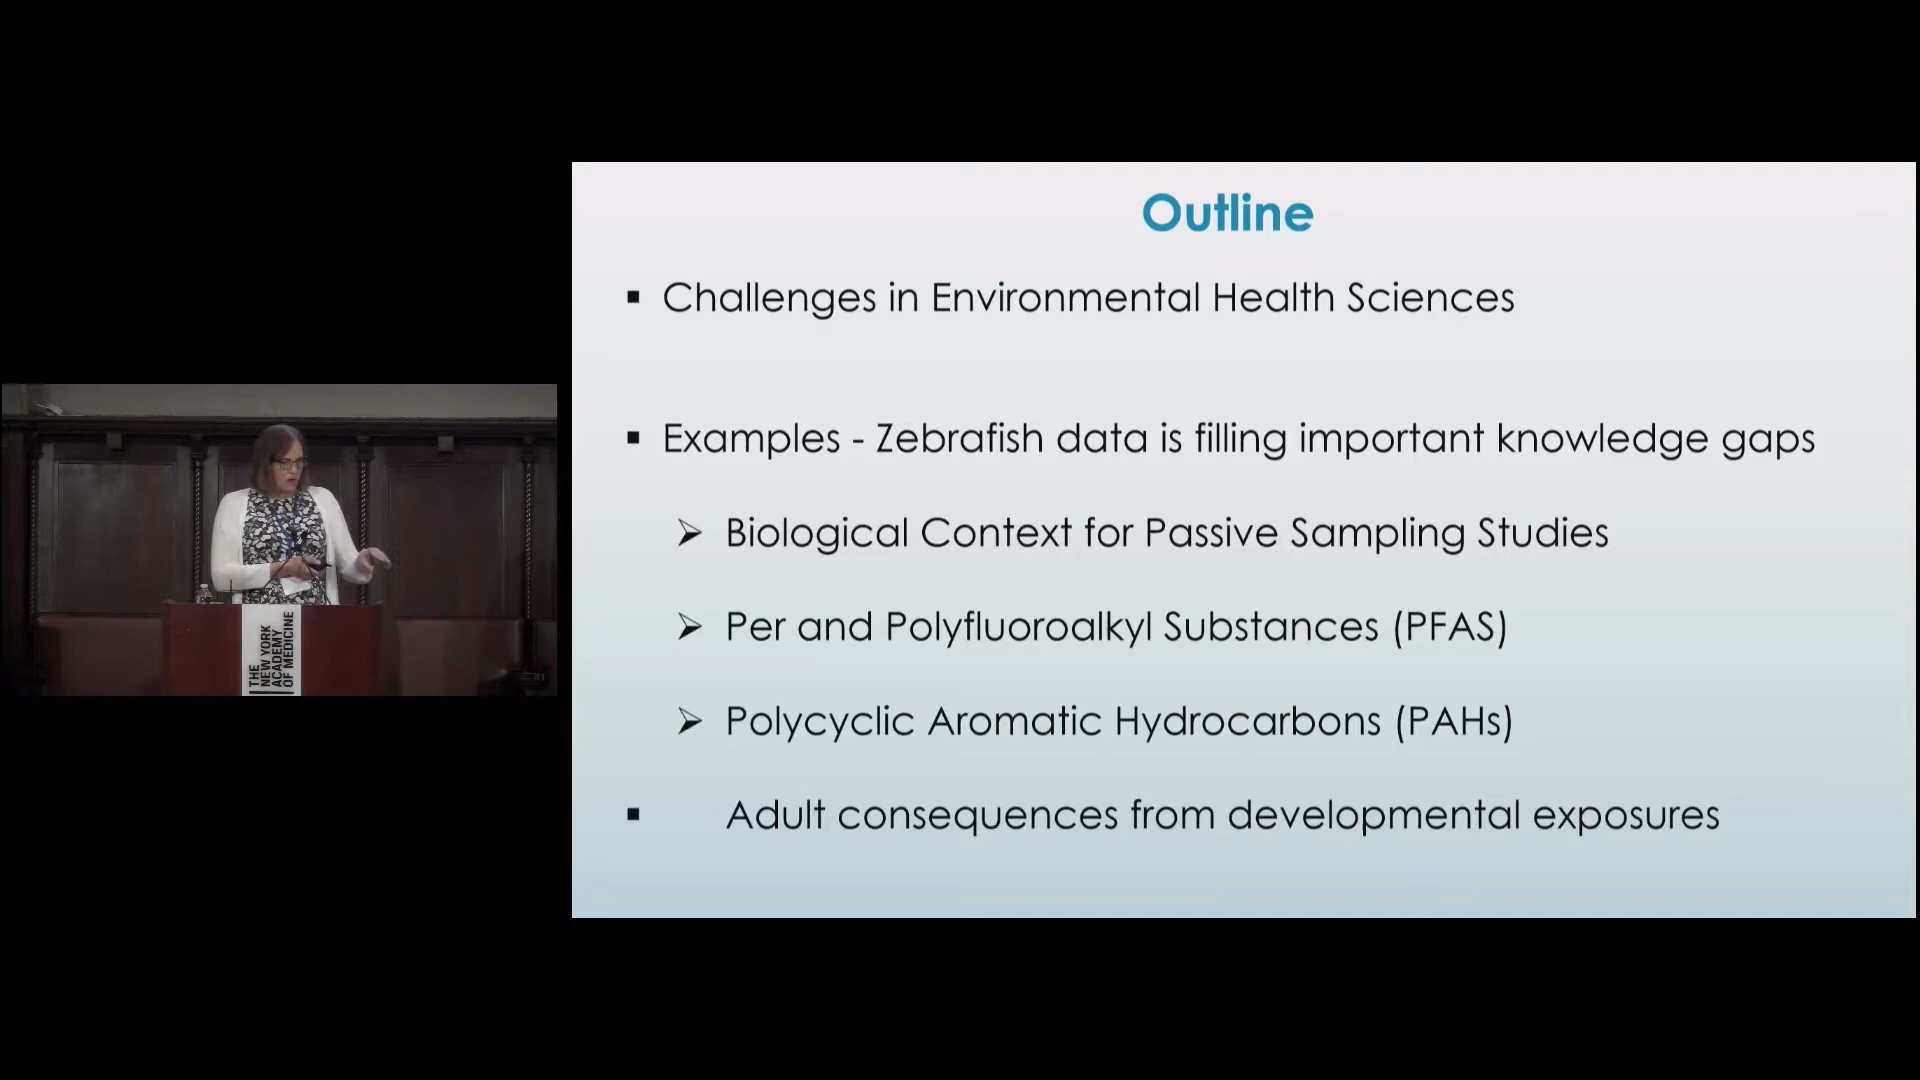 Outline
▪ Challenges in Environmental Health Sciences
▪ Examples - Zebrafish data is filling important knowledge gaps
➢ Biological Context for Passive Sampling Studies
➢ Per and Polyfluoroalkyl Substances (PFAS)
➢ Polycyclic Aromatic Hydrocarbons (PAHs)
▪ Adult consequences from developmental exposures
THE
NEW YORK
ACADEMY
OF MEDICINE